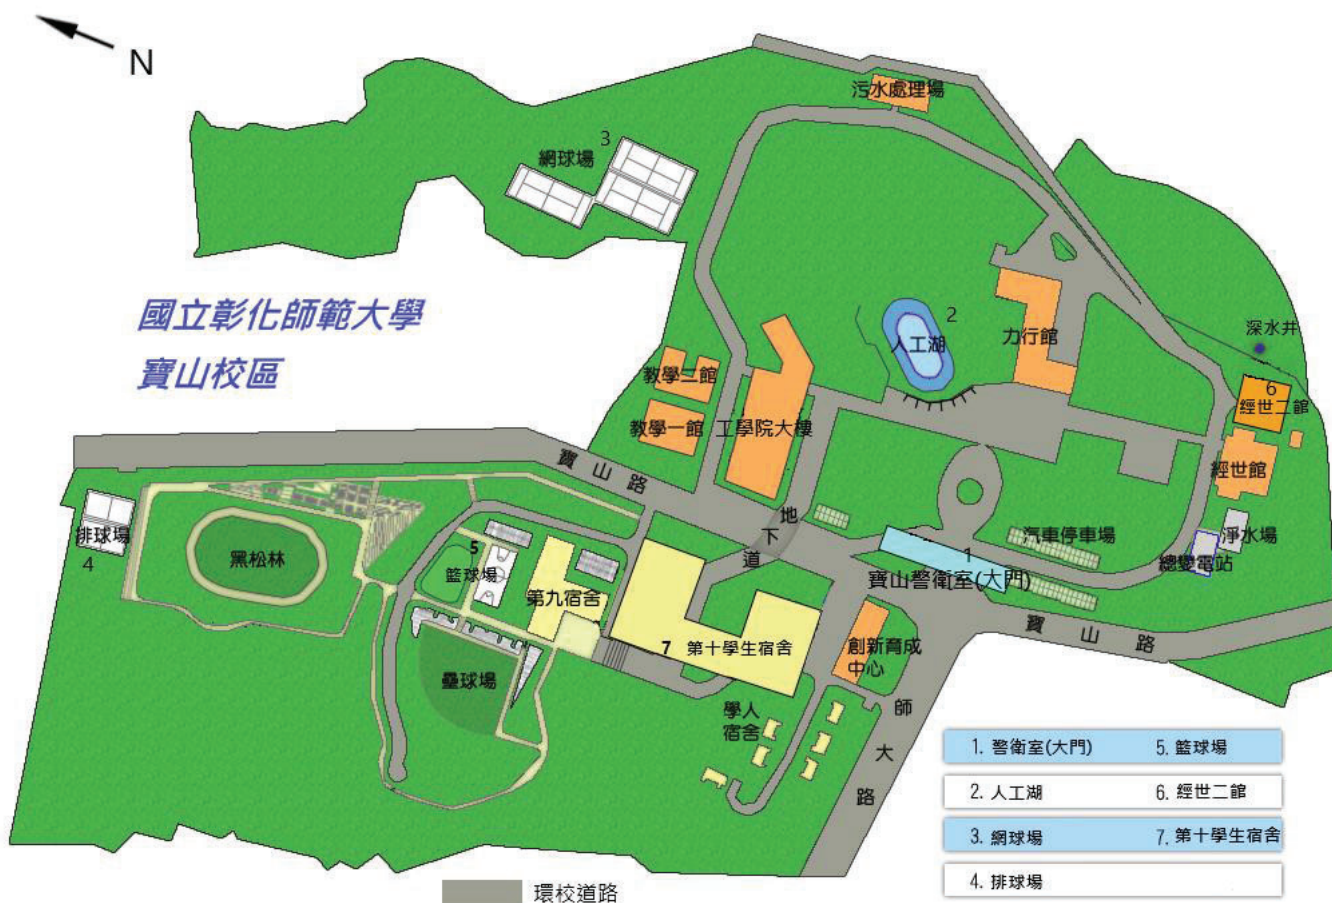 N
污水處理場
3
網球場
國立彰化師範大學
寶山校區
2
人工湖
力行館
深水井
6
經世二館
教學二館
教學一館
工學院大樓
經世館
寶山路
地下道
排球場
4
黑松林
5
籃球場
第九宿舍
1
寶山警衛室(大門)
汽車停車場
淨水場
總變電站
寶山路
7 第十學生宿舍
創新育成
中心
壘球場
學人
宿舍
師大路
1. 警衛室(大門) 5. 籃球場
2. 人工湖 6. 經世二館
3. 網球場 7. 第十學生宿舍
4. 排球場
環校道路